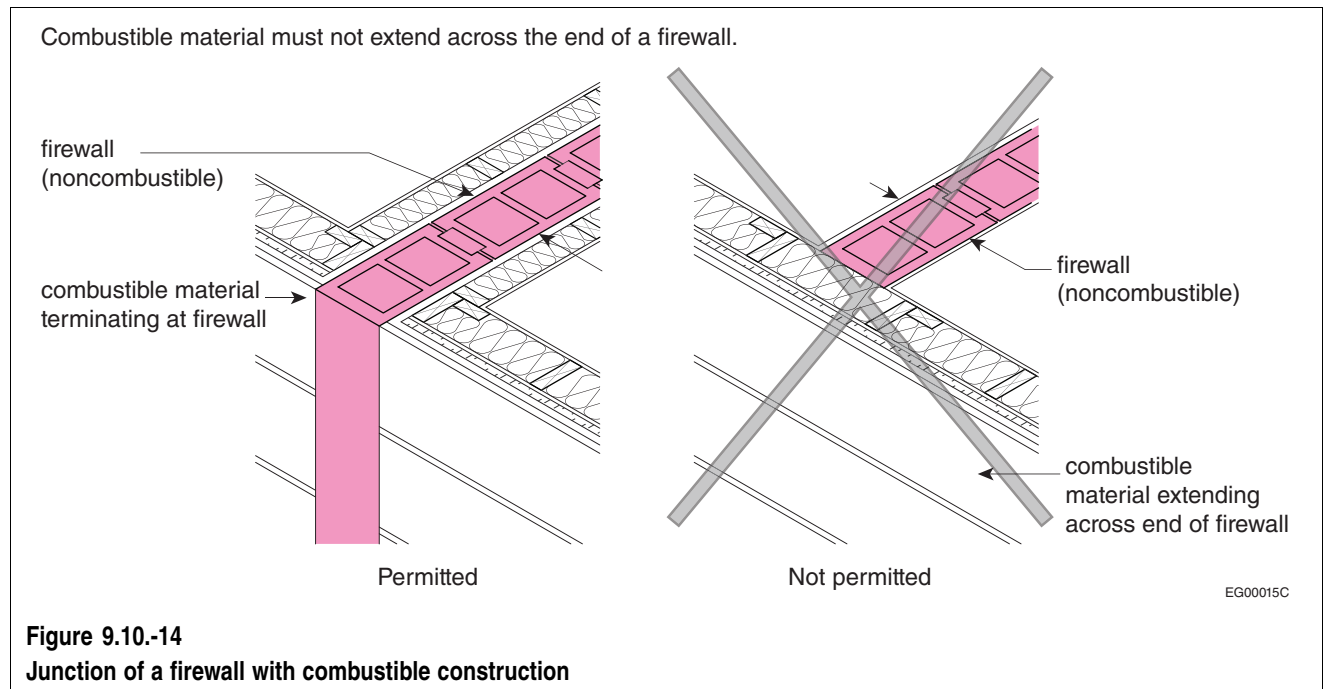 Combustible material must not extend across the end of a firewall.
firewall
(noncombustible)
combustible material
terminating at firewall
firewall
(noncombustible)
combustible
material extending
across end of firewall
Permitted
Not permitted
EG00015C
Figure 9.10.-14
Junction of a firewall with combustible construction